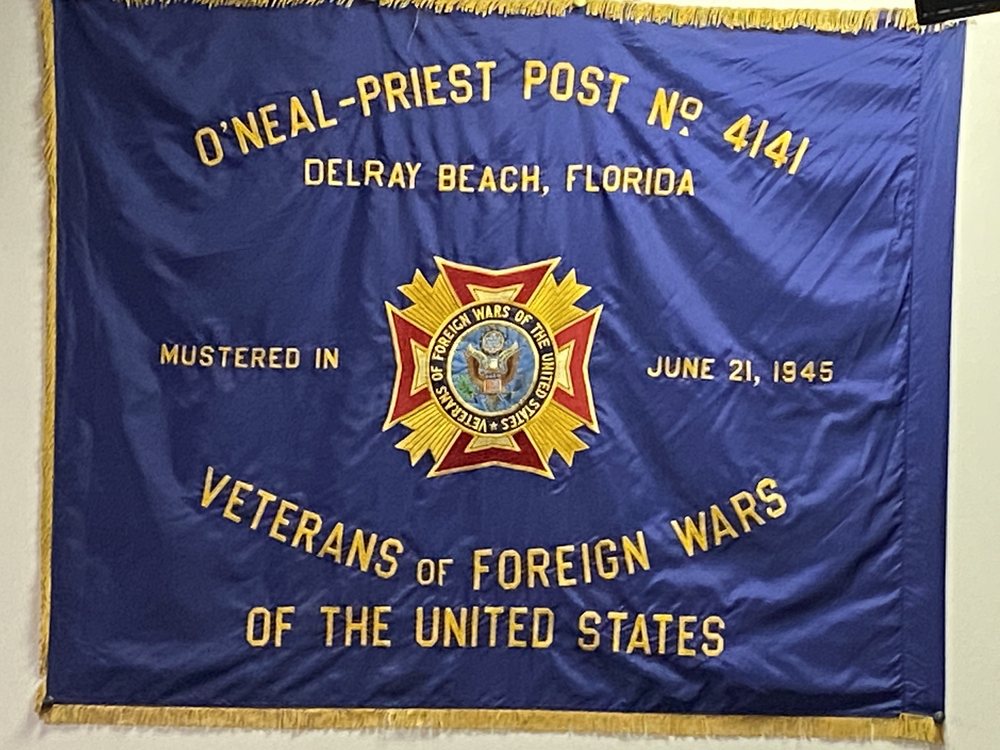 O'NEAL-PRIEST POST Nº 4141
DELRAY BEACH, FLORIDA
MUSTERED IN
JUNE 21, 1945
VETERANS OF FOREIGN WARS OF THE UNITED STATES ★
VETERANS OF FOREIGN WARS
OF THE UNITED STATES